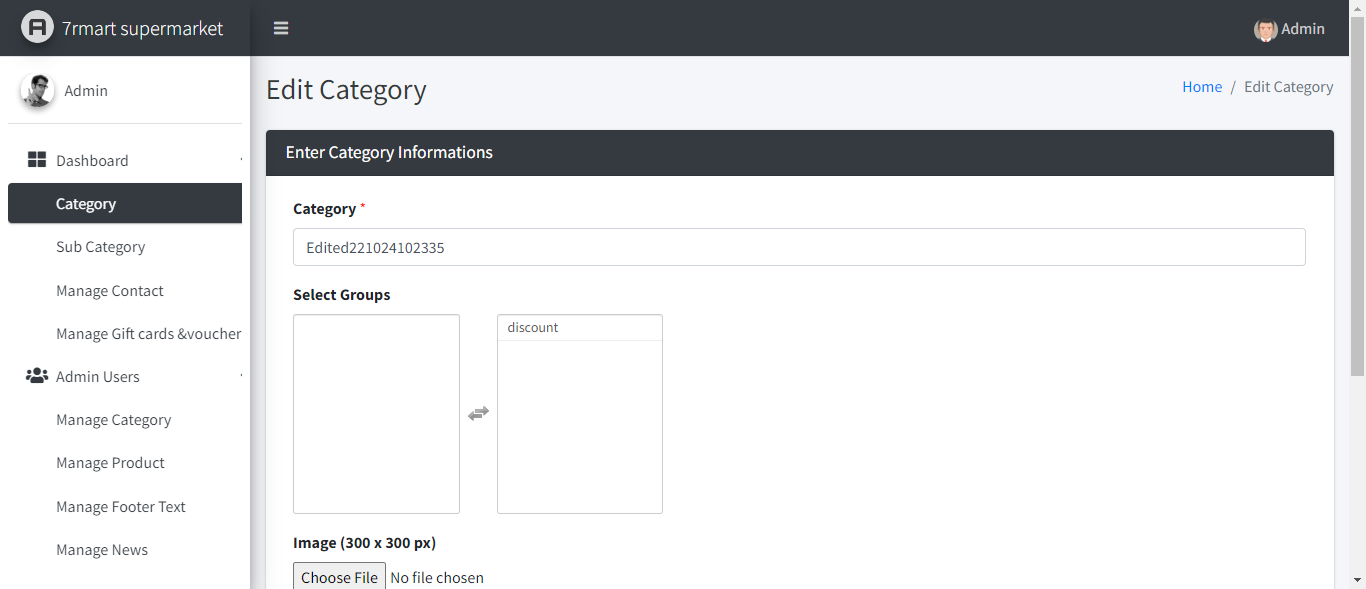 7rmart supermarket
Admin
Admin
Edit Category
Home / Edit Category
Dashboard
Category
Sub Category
Manage Contact
Manage Gift cards &voucher
Admin Users
Manage Category
Manage Product
Manage Footer Text
Manage News
Enter Category Informations
Category *
Edited221024102335
Select Groups
discount
Image (300 x 300 px)
Choose File No file chosen